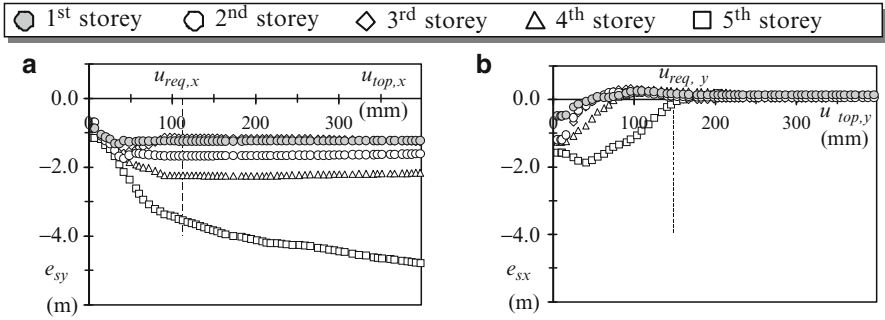 1st storey 2nd storey 3rd storey 4th storey 5th storey
a
u_req,x u_top,x
(mm)
0.0
0 100 200 300
−2.0
−4.0
e_sy
(m)
b
u_req, y
0.0
0 100 200 300 u top,y
(mm)
−2.0
−4.0
e_sx
(m)